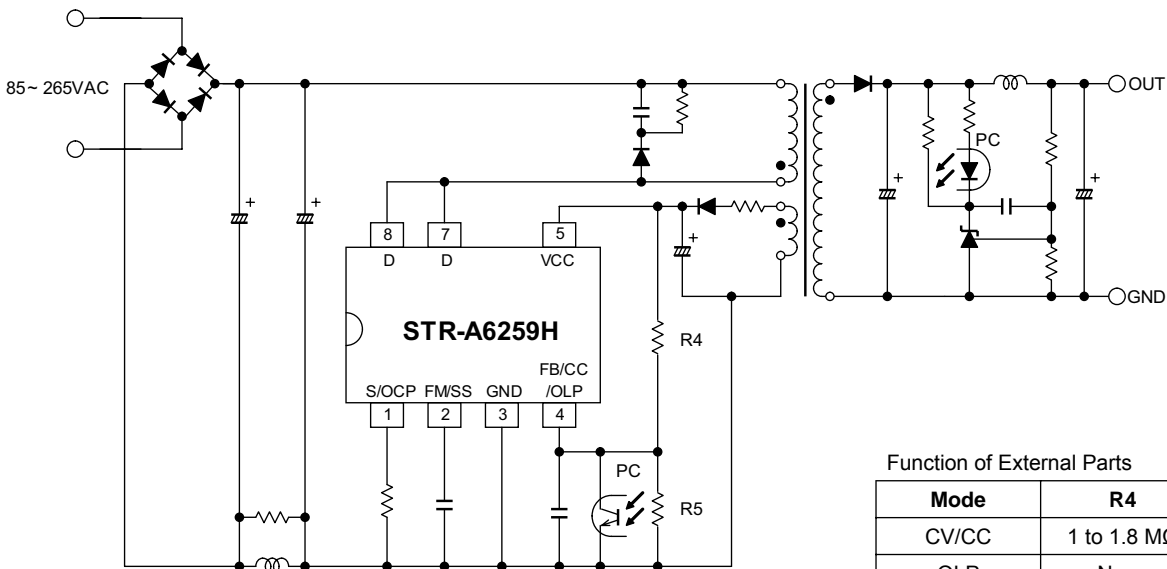 85~ 265VAC
OUT
PC
8 7 5
D D VCC
STR-A6259H
GND
R4
FB/CC
S/OCP FM/SS GND /OLP
1 2 3 4
PC
R5
Function of External Parts
Mode R4
CV/CC 1 to 1.8 MΩ
+
+
+
+
+